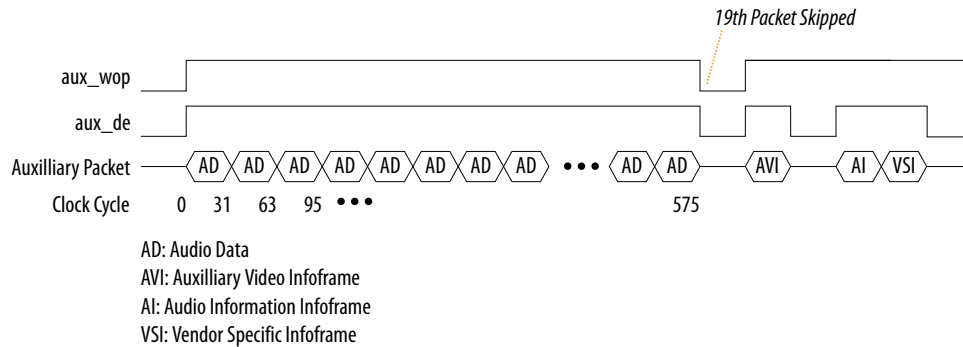 19th Packet Skipped
aux_wop
aux_de
Auxilliary Packet AD AD AD AD AD AD AD AD ••• AD AD AVI AI VSI
Clock Cycle 0 31 63 95 ••• 575
AD: Audio Data
AVI: Auxilliary Video Infoframe
AI: Audio Information Infoframe
VSI: Vendor Specific Infoframe